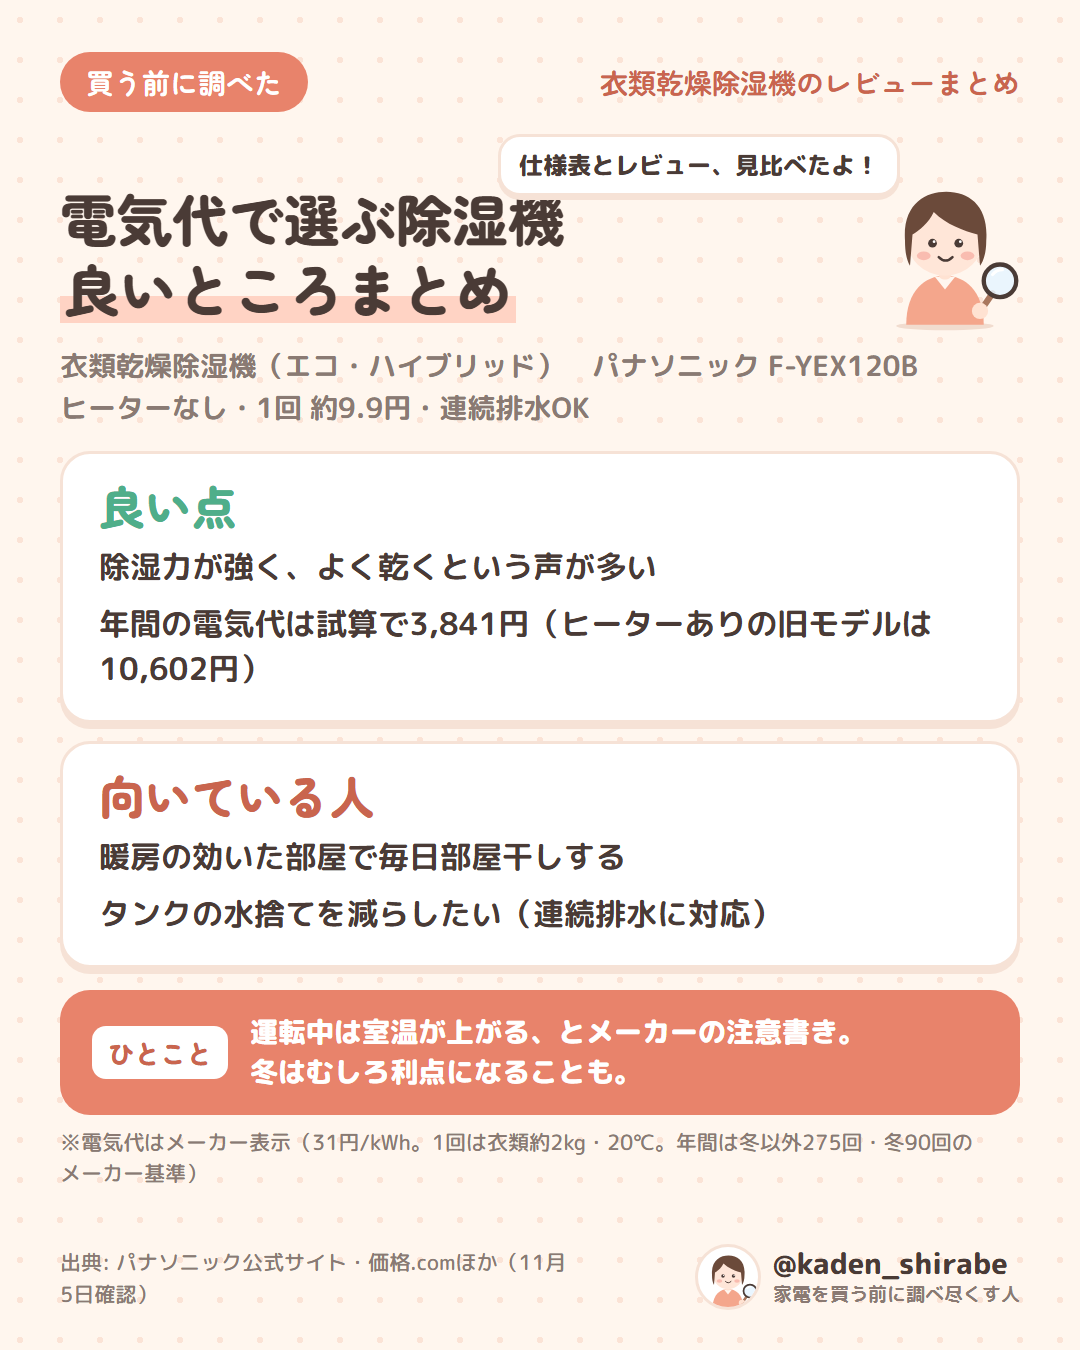 買う前に調べた
衣類乾燥除湿機のレビューまとめ
仕様表とレビュー、見比べたよ！
電気代で選ぶ除湿機
良いところまとめ
衣類乾燥除湿機（エコ・ハイブリッド）　パナソニック F-YEX120B
ヒーターなし・1回 約9.9円・連続排水OK
良い点
除湿力が強く、よく乾くという声が多い
年間の電気代は試算で3,841円（ヒーターありの旧モデルは
10,602円）
向いている人
暖房の効いた部屋で毎日部屋干しする
タンクの水捨てを減らしたい（連続排水に対応）
ひとこと
運転中は室温が上がる、とメーカーの注意書き。
冬はむしろ利点になることも。
※電気代はメーカー表示（31円/kWh。1回は衣類約2kg・20℃。年間は冬以外275回・冬90回の
メーカー基準）
出典: パナソニック公式サイト・価格.comほか（11月
5日確認）
@kaden_shirabe
家電を買う前に調べ尽くす人